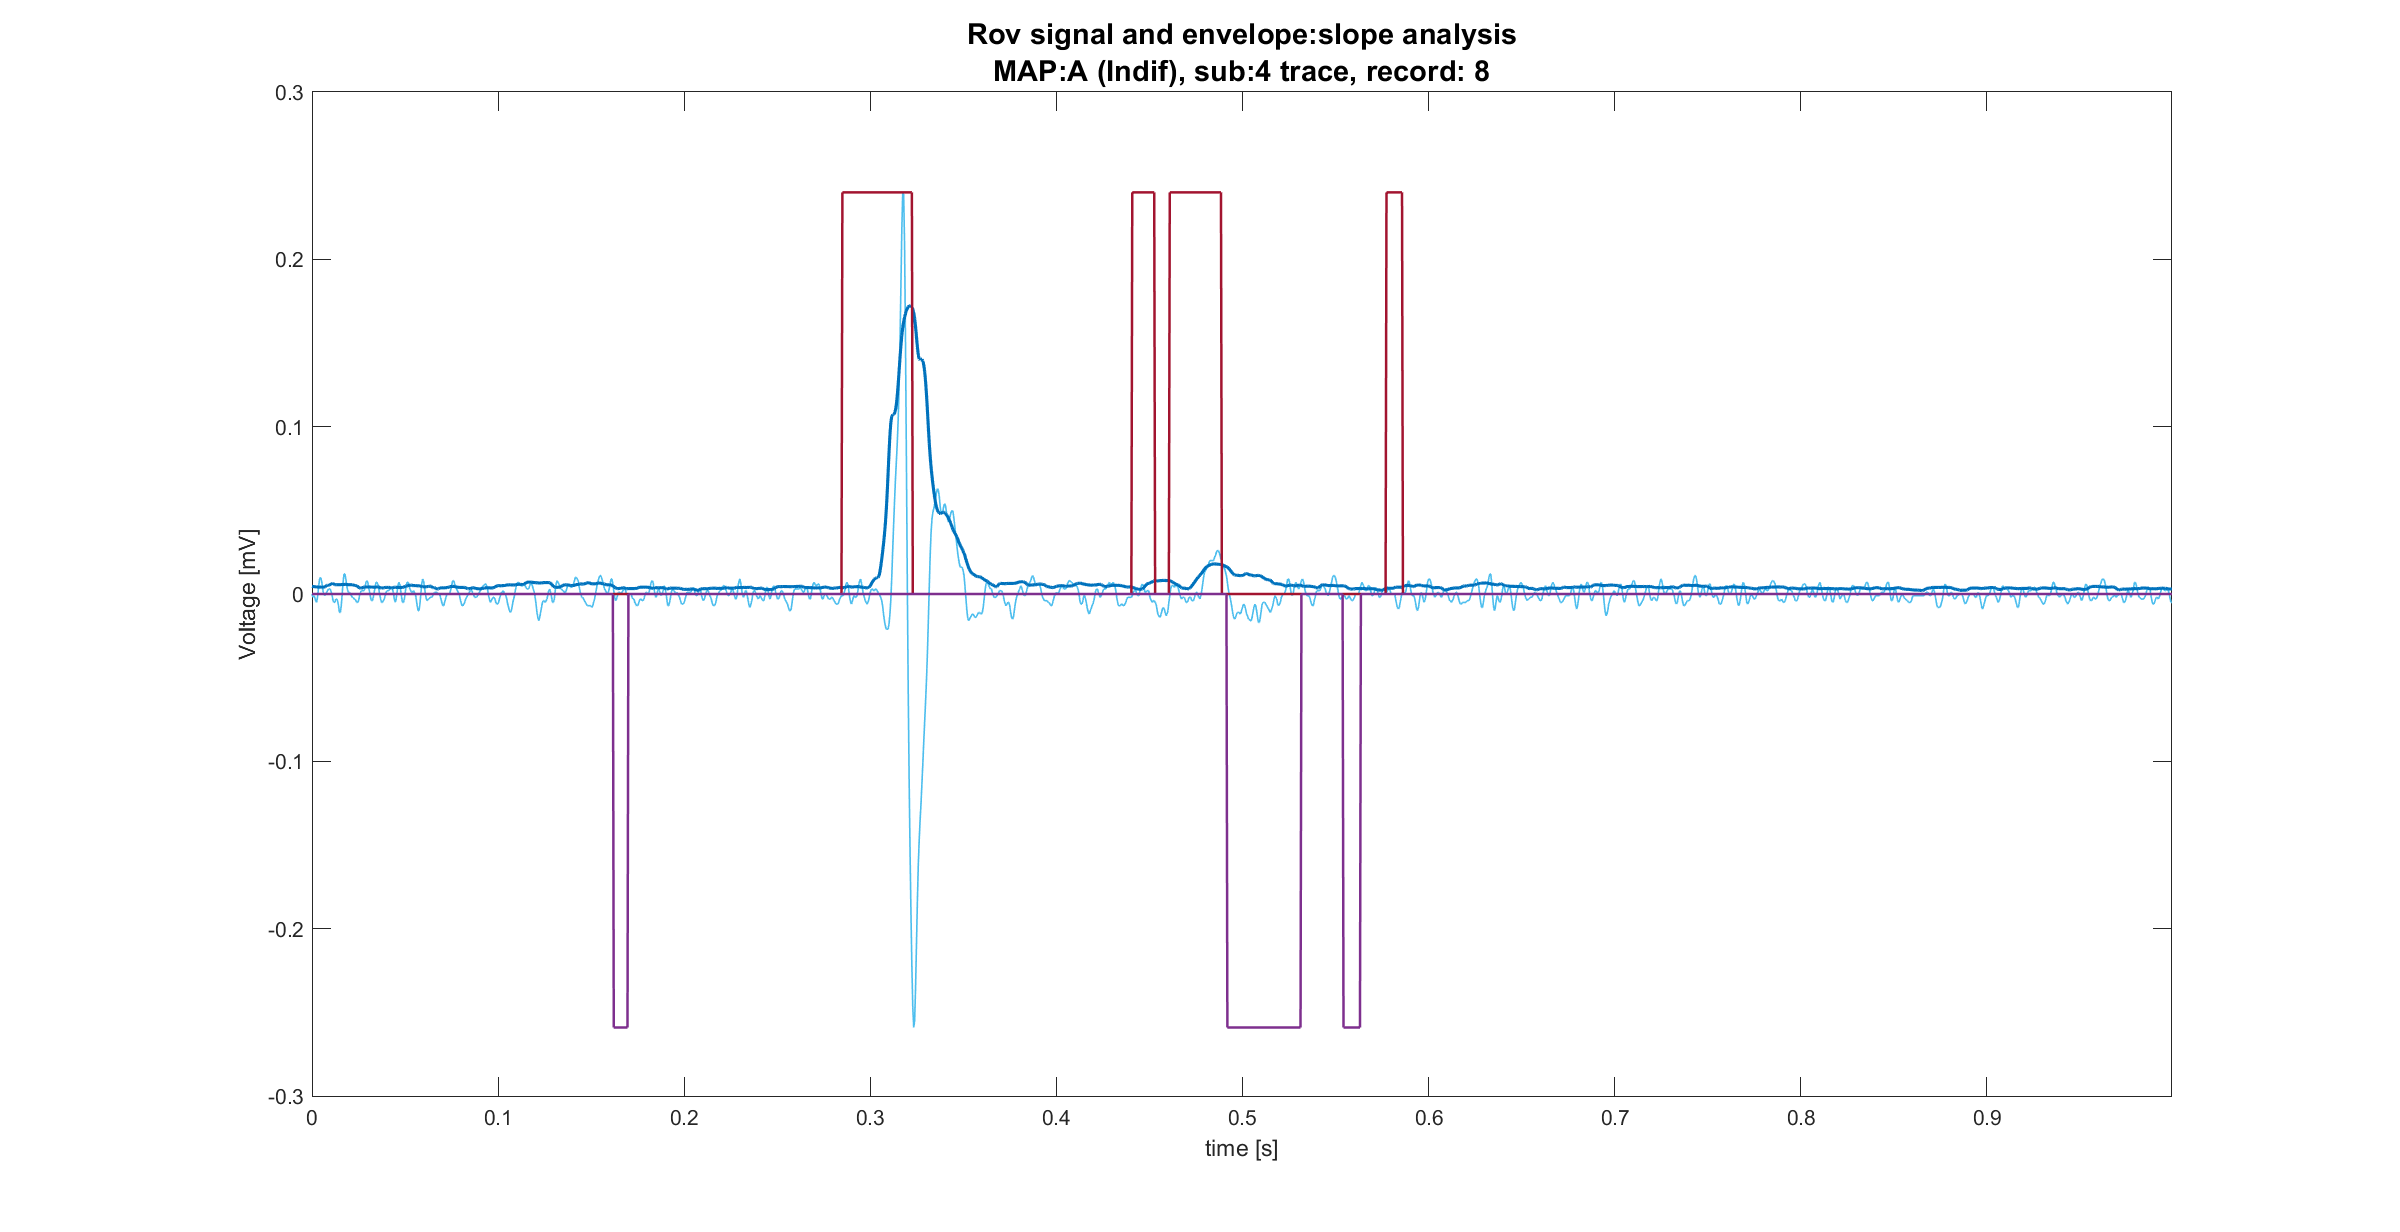 Rov signal and envelope:slope analysis
MAP:A (Indif), sub:4 trace, record: 8
0.3
0.2
0.1
0
-0.1
-0.2
-0.3
Voltage [mV]
0 0.1 0.2 0.3 0.4 0.5 0.6 0.7 0.8 0.9
time [s]